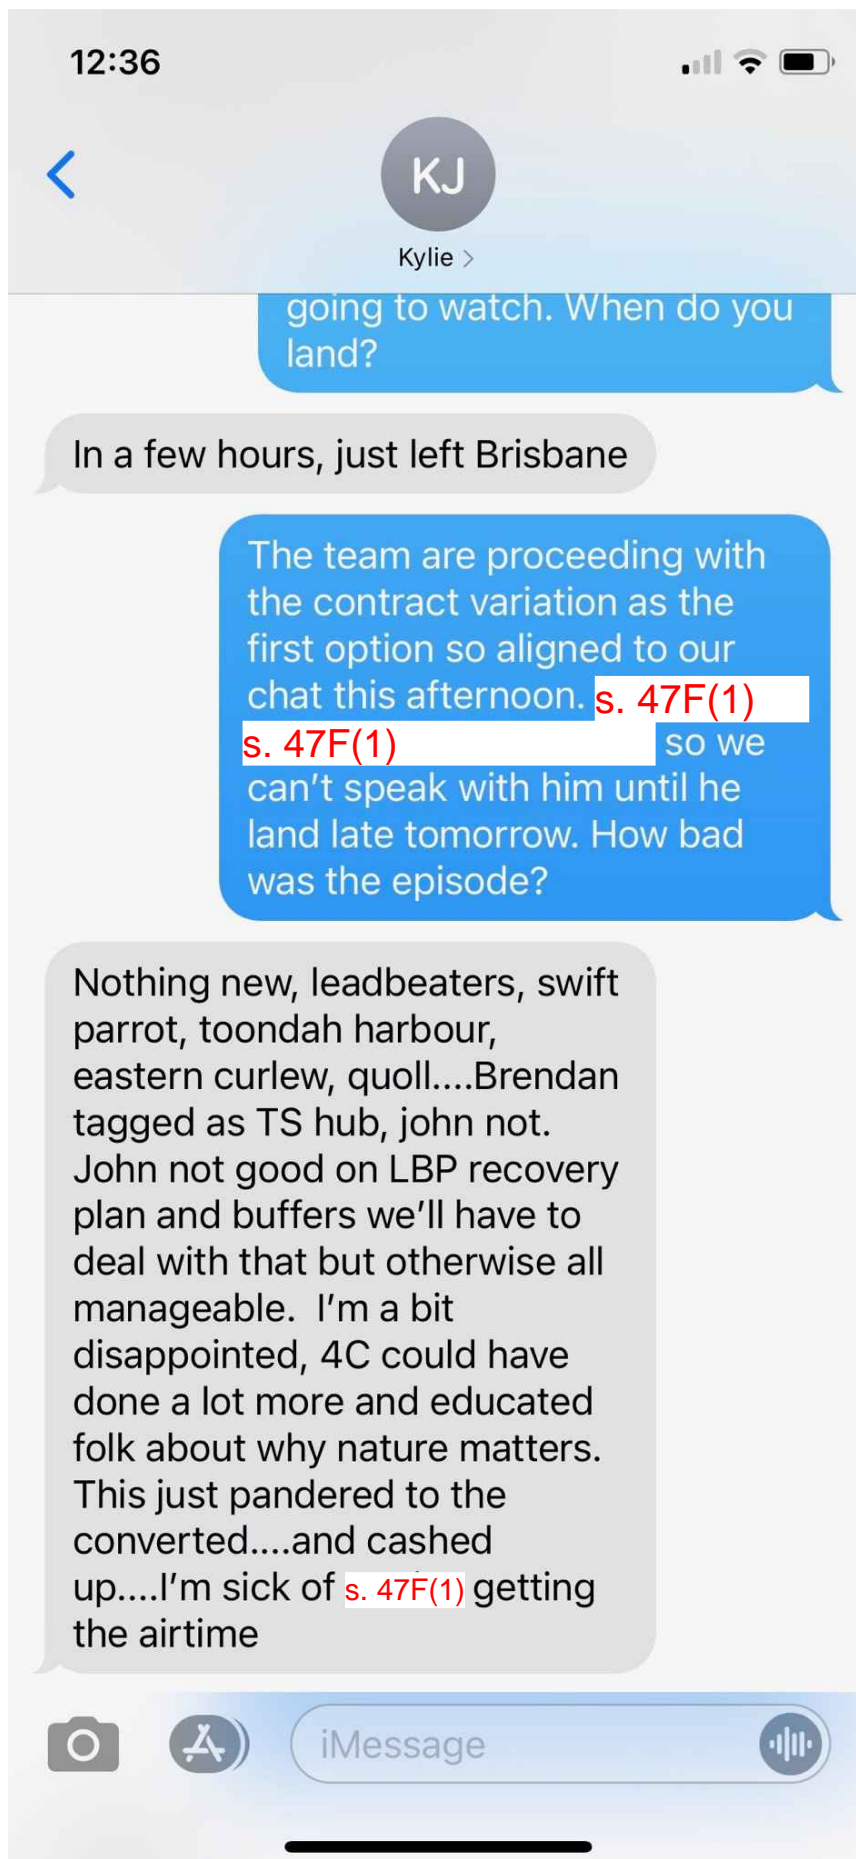 12:36
KJ
Kylie >
going to watch. When do you
land?
In a few hours, just left Brisbane
The team are proceeding with
the contract variation as the
first option so aligned to our
chat this afternoon. s. 47F(1)
s. 47F(1) so we
can't speak with him until he
land late tomorrow. How bad
was the episode?
Nothing new, leadbeaters, swift
parrot, toondah harbour,
eastern curlew, quoll....Brendan
tagged as TS hub, john not.
John not good on LBP recovery
plan and buffers we'll have to
deal with that but otherwise all
manageable.  I'm a bit
disappointed, 4C could have
done a lot more and educated
folk about why nature matters.
This just pandered to the
converted....and cashed
up....I'm sick of s. 47F(1) getting
the airtime
iMessage